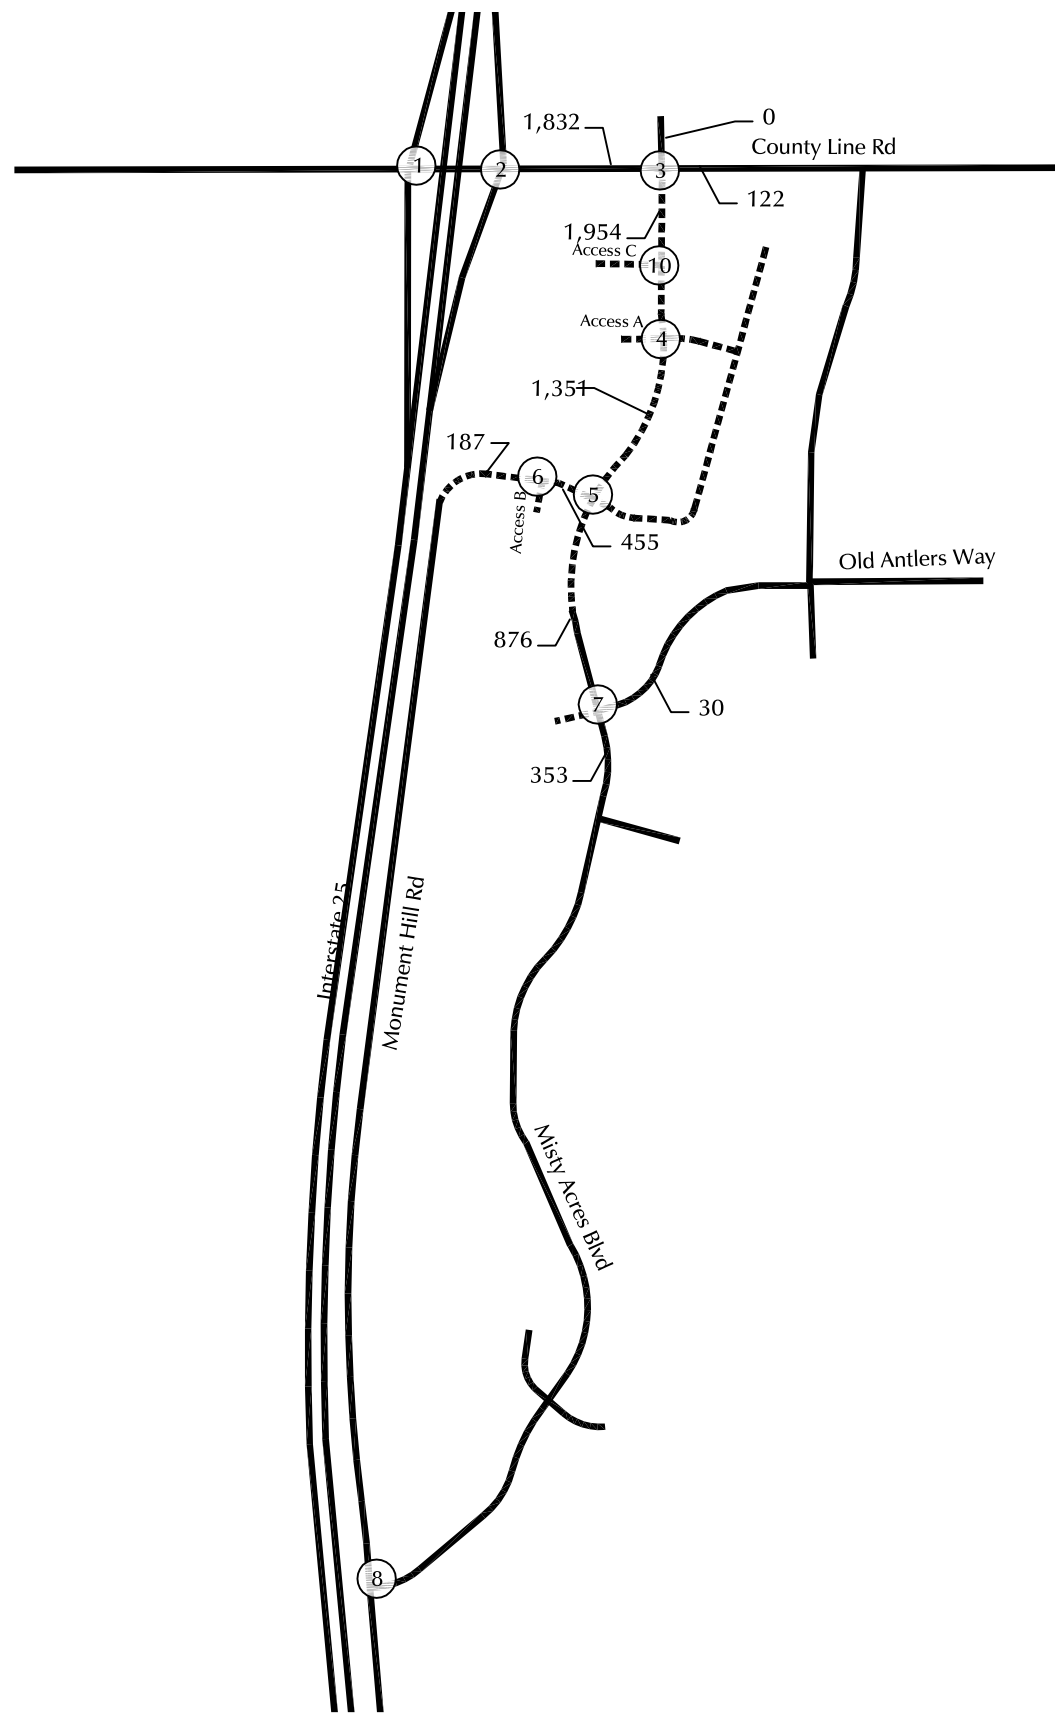 0
1,832
County Line Rd
1
2
3
122
1,954
Access C
10
Access A
4
1,351
187
6
5
Access B
455
Old Antlers Way
876
7
30
353
Interstate 25
Monument Hill Rd
Misty Acres Blvd
8